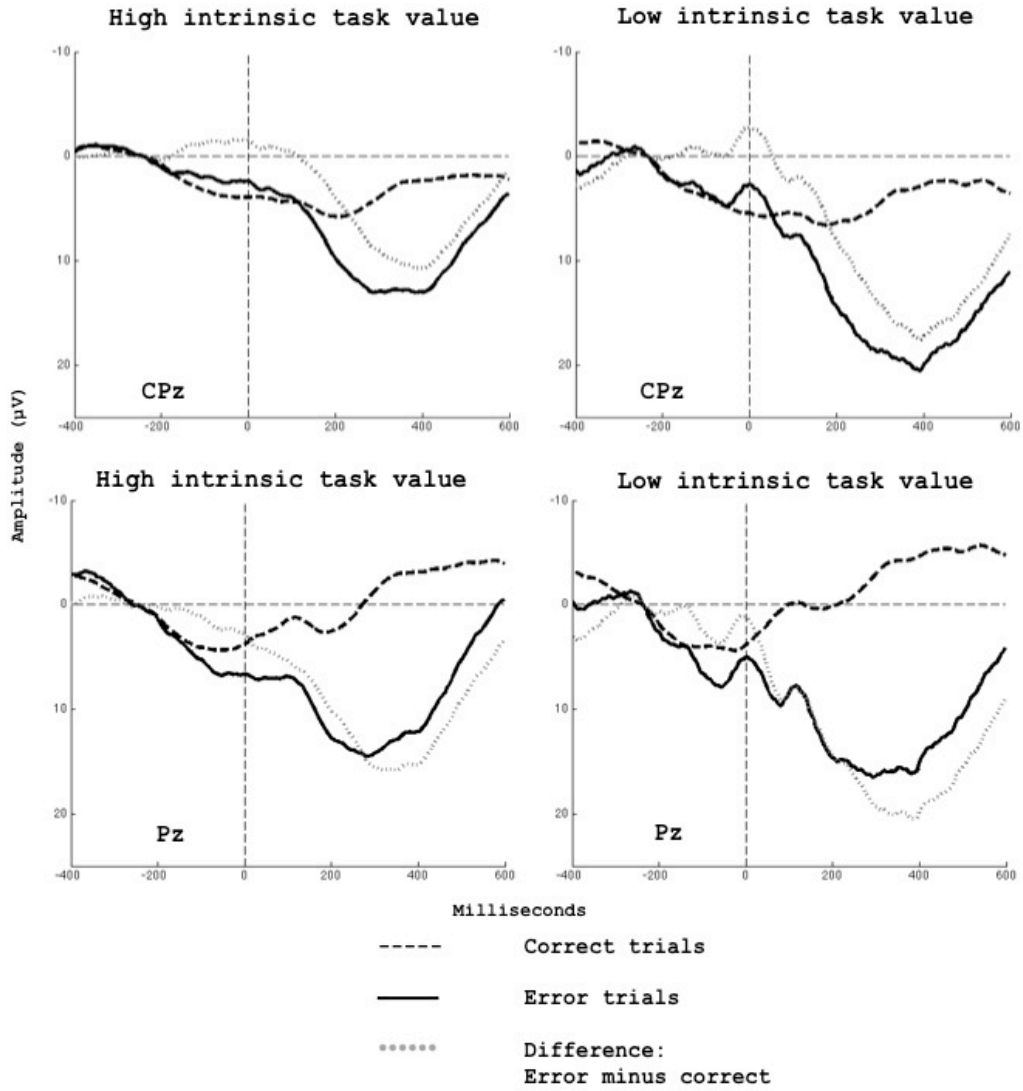 High intrinsic task value Low intrinsic task value
-10 -10
0 0
10 10
20 20
CPz CPz
-400 -200 0 200 400 600 -400 -200 0 200 400 600
Amplitude (µV)
High intrinsic task value Low intrinsic task value
-10 -10
0 0
10 10
20 20
Pz Pz
-400 -200 0 200 400 600 -400 -200 0 200 400 600
Milliseconds
Correct trials
Error trials
Difference:
Error minus correct